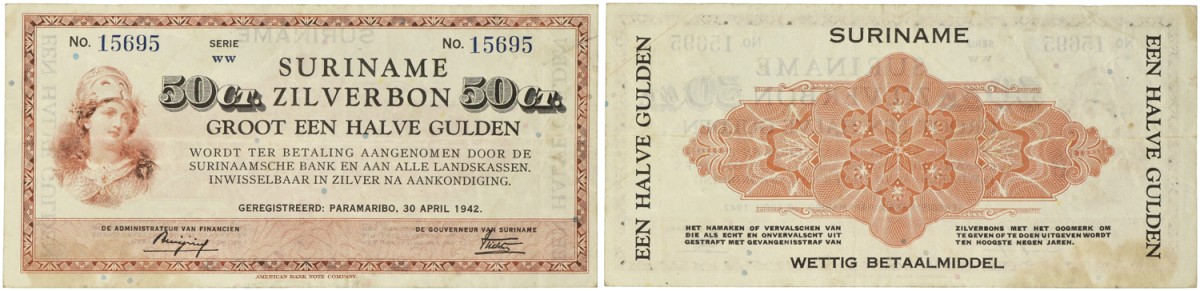 No. 15695 SERIE No. 15695
WW
SURINAME
50 CT. ZILVERBON 50 CT.
GROOT EEN HALVE GULDEN
WORDT TER BETALING AANGENOMEN DOOR DE
SURINAAMSCHE BANK EN AAN ALLE LANDSKASSEN.
INWISSELBAAR IN ZILVER NA AANKONDIGING.
GEREGISTREERD: PARAMARIBO, 30 APRIL 1942.
DE ADMINISTRATEUR VAN FINANCIEN DE GOUVERNEUR VAN SURINAME
AMERICAN BANK NOTE COMPANY.
EEN HALVE GULDEN
SURINAME
EEN HALVE GULDEN
HET NAMAKEN OF VERVALSCHEN VAN
DIE ALS ECHT EN ONVERVALSCHT UIT
GESTRAFT MET GEVANGENISSTRAF VAN
ZILVERBONS MET HET OOGMERK OM
TE GEVEN OF TE DOEN UITGEVEN WORDT
TEN HOOGSTE NEGEN JAREN.
WETTIG BETAALMIDDEL